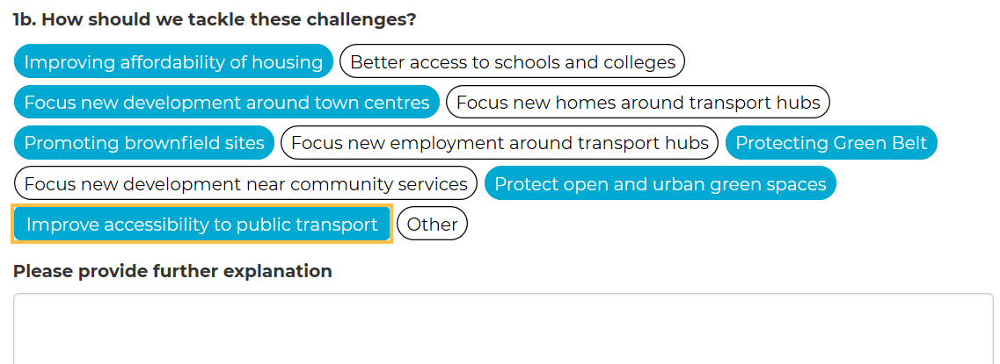 1b. How should we tackle these challenges?
Improving affordability of housing Better access to schools and colleges
Focus new development around town centres Focus new homes around transport hubs
Promoting brownfield sites Focus new employment around transport hubs Protecting Green Belt
Focus new development near community services Protect open and urban green spaces
Improve accessibility to public transport Other
Please provide further explanation